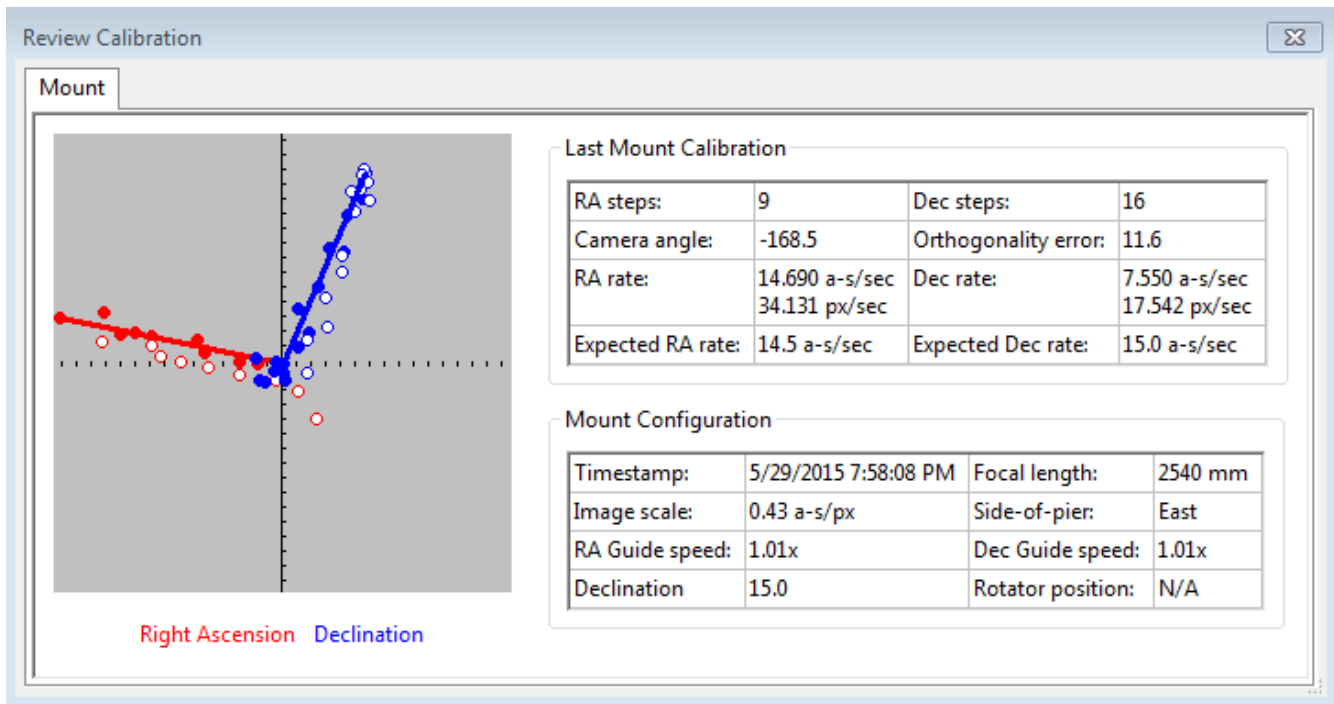 Review Calibration
Mount
Right Ascension Declination
Last Mount Calibration
RA steps: 9 Dec steps: 16
Camera angle: -168.5 Orthogonality error: 11.6
RA rate: 14.690 a-s/sec Dec rate: 7.550 a-s/sec
34.131 px/sec 17.542 px/sec
Expected RA rate: 14.5 a-s/sec Expected Dec rate: 15.0 a-s/sec
Mount Configuration
Timestamp: 5/29/2015 7:58:08 PM Focal length: 2540 mm
Image scale: 0.43 a-s/px Side-of-pier: East
RA Guide speed: 1.01x Dec Guide speed: 1.01x
Declination 15.0 Rotator position: N/A